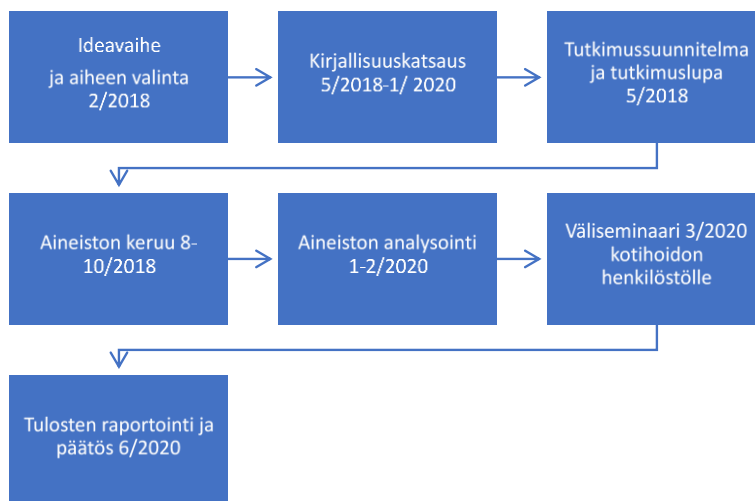 Ideavaihe
ja aiheen valinta
2/2018
Kirjallisuuskatsaus
5/2018-1/ 2020
Tutkimussuunnitelma
ja tutkimuslupa
5/2018
Aineiston keruu 8-
10/2018
Aineiston analysointi
1-2/2020
Väliseminaari 3/2020
kotihoidon
henkilöstölle
Tulosten raportointi ja
päätös 6/2020